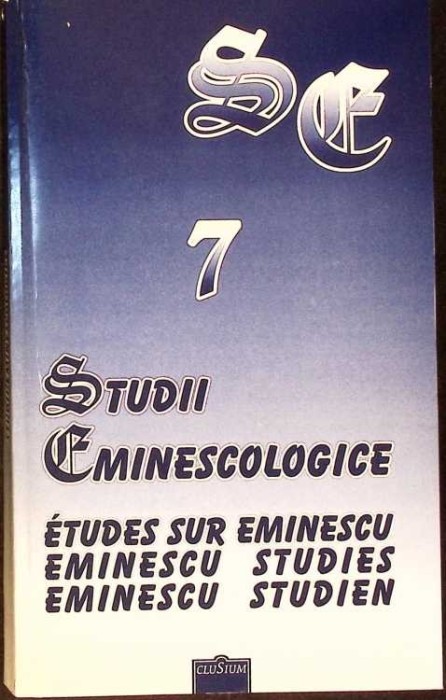 SE
7
STUDII
EMINESCOLOGICE
ÉTUDES SUR EMINESCU
EMINESCU STUDIES
EMINESCU STUDIEN
CLUSIUM